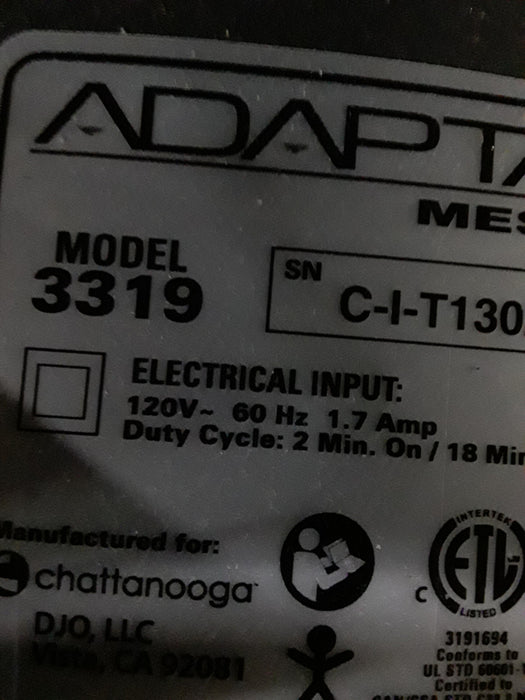 ADAPTA
MES
MODEL
3319
SN
C-I-T130
ELECTRICAL INPUT:
120V~ 60 Hz 1.7 Amp
Duty Cycle: 2 Min. On / 18 Min
Manufactured for:
chattanooga
DJO, LLC
Vista, CA 92081
INTERTEK
ETL
C
LISTED
3191694
Conforms to
UL STD 60601-1
Certified to